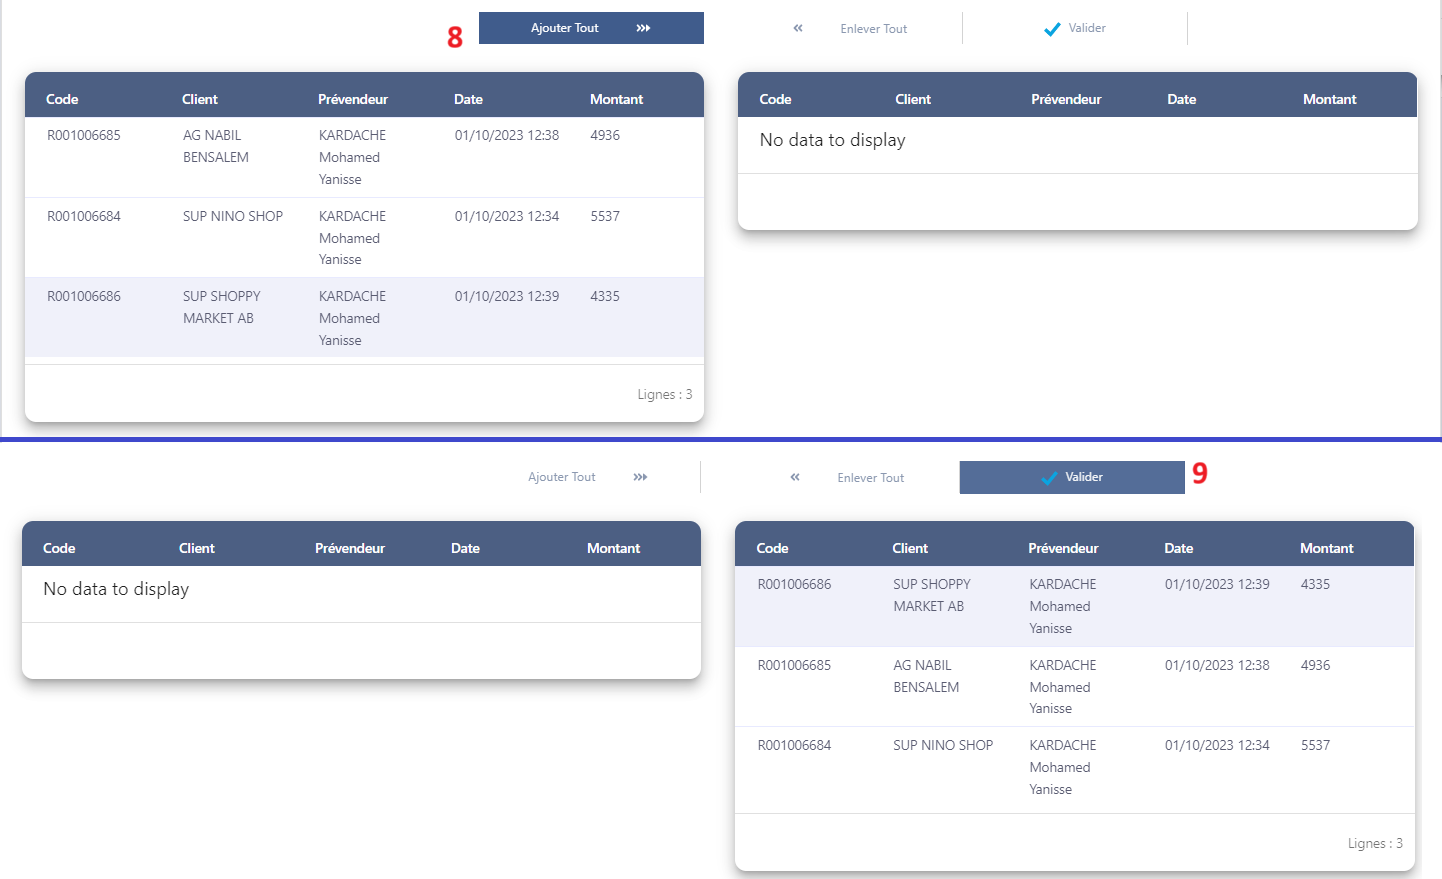 8
Ajouter Tout
Enlever Tout
Valider
Code Client Prévendeur Date Montant
R001006685 AG NABIL KARDACHE 01/10/2023 12:38 4936
BENSALEM Mohamed
Yanisse
R001006684 SUP NINO SHOP KARDACHE 01/10/2023 12:34 5537
Mohamed
Yanisse
R001006686 SUP SHOPPY KARDACHE 01/10/2023 12:39 4335
MARKET AB Mohamed
Yanisse
Lignes : 3
Code Client Prévendeur Date Montant
No data to display
Ajouter Tout
Enlever Tout
Valider
9
Code Client Prévendeur Date Montant
No data to display
Code Client Prévendeur Date Montant
R001006686 SUP SHOPPY KARDACHE 01/10/2023 12:39 4335
MARKET AB Mohamed
Yanisse
R001006685 AG NABIL KARDACHE 01/10/2023 12:38 4936
BENSALEM Mohamed
Yanisse
R001006684 SUP NINO SHOP KARDACHE 01/10/2023 12:34 5537
Mohamed
Yanisse
Lignes : 3